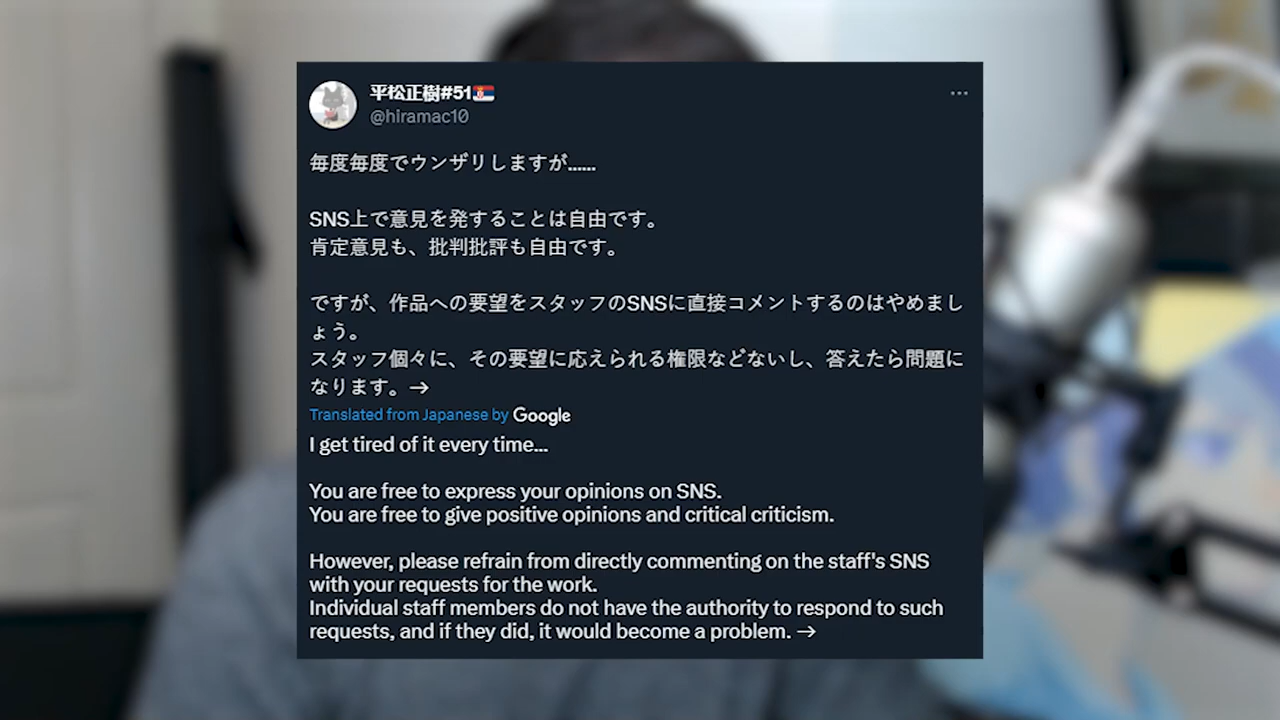 平松正樹#51🇷🇸
@hiramac10
毎度毎度でウンザリしますが......
SNS上で意見を発することは自由です。
肯定意見も、批判批評も自由です。
ですが、作品への要望をスタッフのSNSに直接コメントするのはやめまし
ょう。
スタッフ個々に、その要望に応えられる権限などないし、答えたら問題に
なります。→
Translated from Japanese by Google
I get tired of it every time...
You are free to express your opinions on SNS.
You are free to give positive opinions and critical criticism.
However, please refrain from directly commenting on the staff's SNS
with your requests for the work.
Individual staff members do not have the authority to respond to such
requests, and if they did, it would become a problem. →